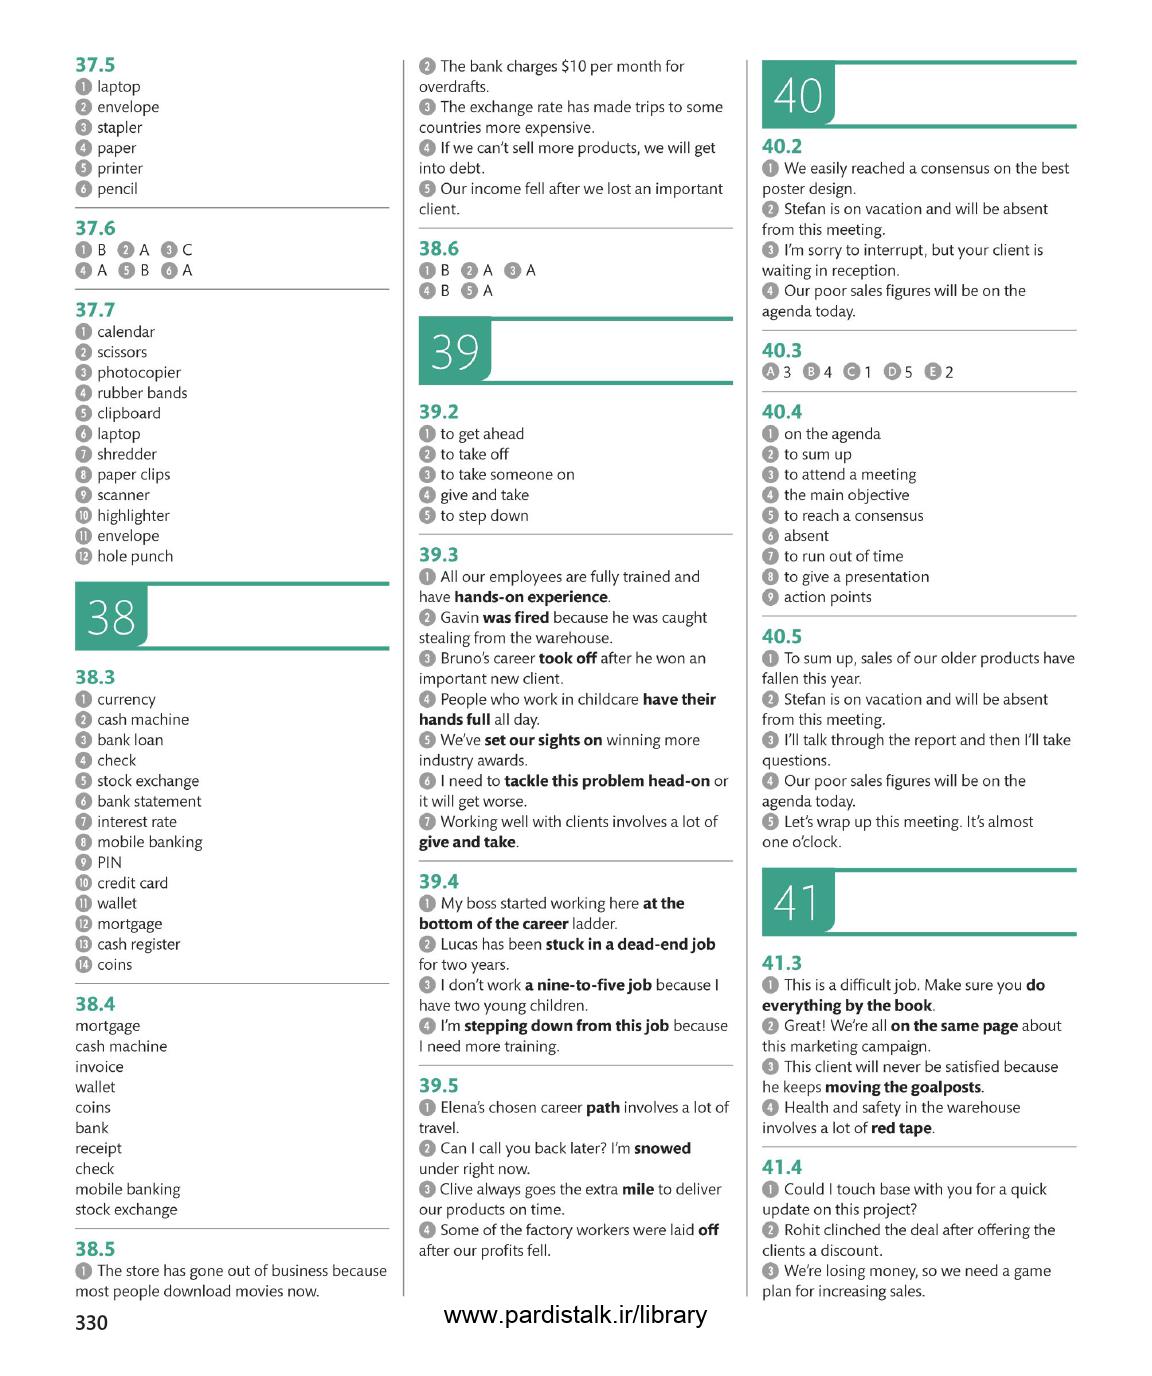 37.5
1 laptop
2 envelope
3 stapler
4 paper
5 printer
6 pencil
37.6
1 B 2 A 3 C
4 A 5 B 6 A
37.7
1 calendar
2 scissors
3 photocopier
4 rubber bands
5 clipboard
6 laptop
7 shredder
8 paper clips
9 scanner
10 highlighter
11 envelope
12 hole punch
38
38.3
1 currency
2 cash machine
3 bank loan
4 check
5 stock exchange
6 bank statement
7 interest rate
8 mobile banking
9 PIN
10 credit card
11 wallet
12 mortgage
13 cash register
14 coins
38.4
mortgage
cash machine
invoice
wallet
coins
bank
receipt
check
mobile banking
stock exchange
38.5
1 The store has gone out of business because
most people download movies now.
2 The bank charges $10 per month for
overdrafts.
3 The exchange rate has made trips to some
countries more expensive.
4 If we can't sell more products, we will get
into debt.
5 Our income fell after we lost an important
client.
38.6
1 B 2 A 3 A
4 B 5 A
39
39.2
1 to get ahead
2 to take off
3 to take someone on
4 give and take
5 to step down
39.3
1 All our employees are fully trained and
have hands-on experience.
2 Gavin was fired because he was caught
stealing from the warehouse.
3 Bruno's career took off after he won an
important new client.
4 People who work in childcare have their
hands full all day.
5 We've set our sights on winning more
industry awards.
6 I need to tackle this problem head-on or
it will get worse.
7 Working well with clients involves a lot of
give and take.
39.4
1 My boss started working here at the
bottom of the career ladder.
2 Lucas has been stuck in a dead-end job
for two years.
3 I don't work a nine-to-five job because I
have two young children.
4 I'm stepping down from this job because
I need more training.
39.5
1 Elena's chosen career path involves a lot of
travel.
2 Can I call you back later? I'm snowed
under right now.
3 Clive always goes the extra mile to deliver
our products on time.
4 Some of the factory workers were laid off
after our profits fell.
40
40.2
1 We easily reached a consensus on the best
poster design.
2 Stefan is on vacation and will be absent
from this meeting.
3 I'm sorry to interrupt, but your client is
waiting in reception.
4 Our poor sales figures will be on the
agenda today.
40.3
A 3 B 4 C 1 D 5 E 2
40.4
1 on the agenda
2 to sum up
3 to attend a meeting
4 the main objective
5 to reach a consensus
6 absent
7 to run out of time
8 to give a presentation
9 action points
40.5
1 To sum up, sales of our older products have
fallen this year.
2 Stefan is on vacation and will be absent
from this meeting.
3 I'll talk through the report and then I'll take
questions.
4 Our poor sales figures will be on the
agenda today.
5 Let's wrap up this meeting. It's almost
one o'clock.
41
41.3
1 This is a difficult job. Make sure you do
everything by the book.
2 Great! We're all on the same page about
this marketing campaign.
3 This client will never be satisfied because
he keeps moving the goalposts.
4 Health and safety in the warehouse
involves a lot of red tape.
41.4
1 Could I touch base with you for a quick
update on this project?
2 Rohit clinched the deal after offering the
clients a discount.
3 We're losing money, so we need a game
plan for increasing sales.
330
www.pardistalk.ir/library